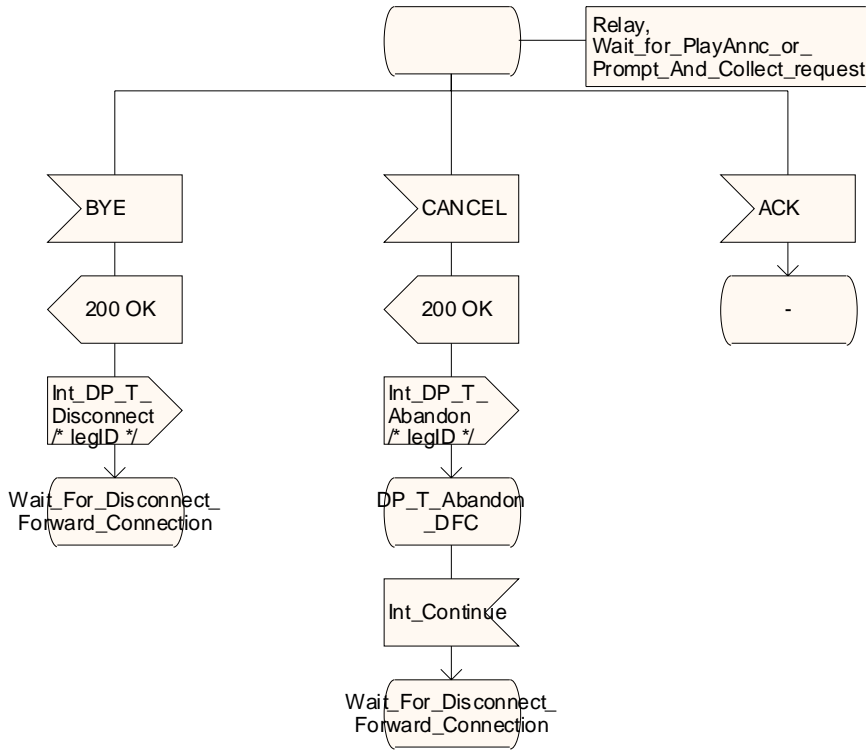 Relay,
Wait_for_PlayAnnc_or_
Prompt_And_Collect_request
BYE
CANCEL
ACK
200 OK
200 OK
-
Int_DP_T_
Disconnect
/* legID */
Int_DP_T_
Abandon
/* legID */
Wait_For_Disconnect_
Forward_Connection
DP_T_Abandon
_DFC
Int_Continue
Wait_For_Disconnect_
Forward_Connection